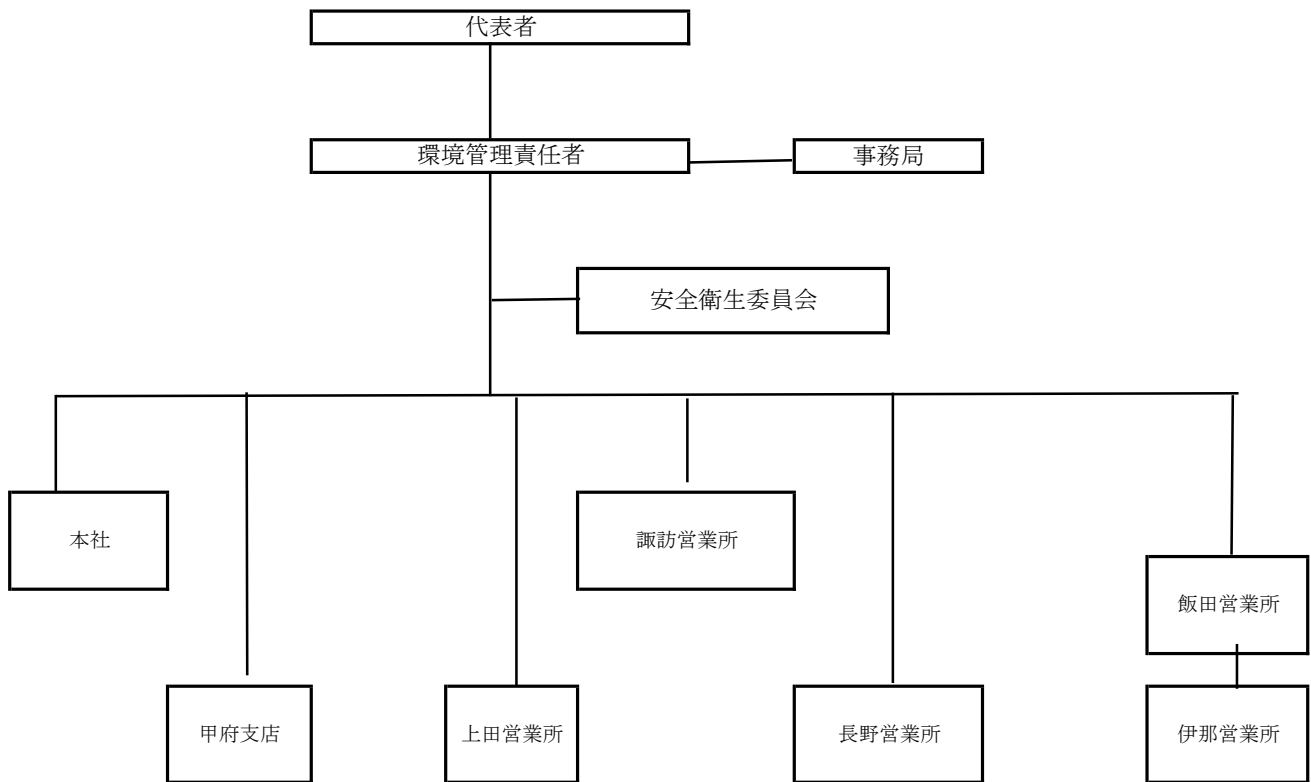 代表者
環境管理責任者
事務局
安全衛生委員会
本社
諏訪営業所
飯田営業所
甲府支店
上田営業所
長野営業所
伊那営業所